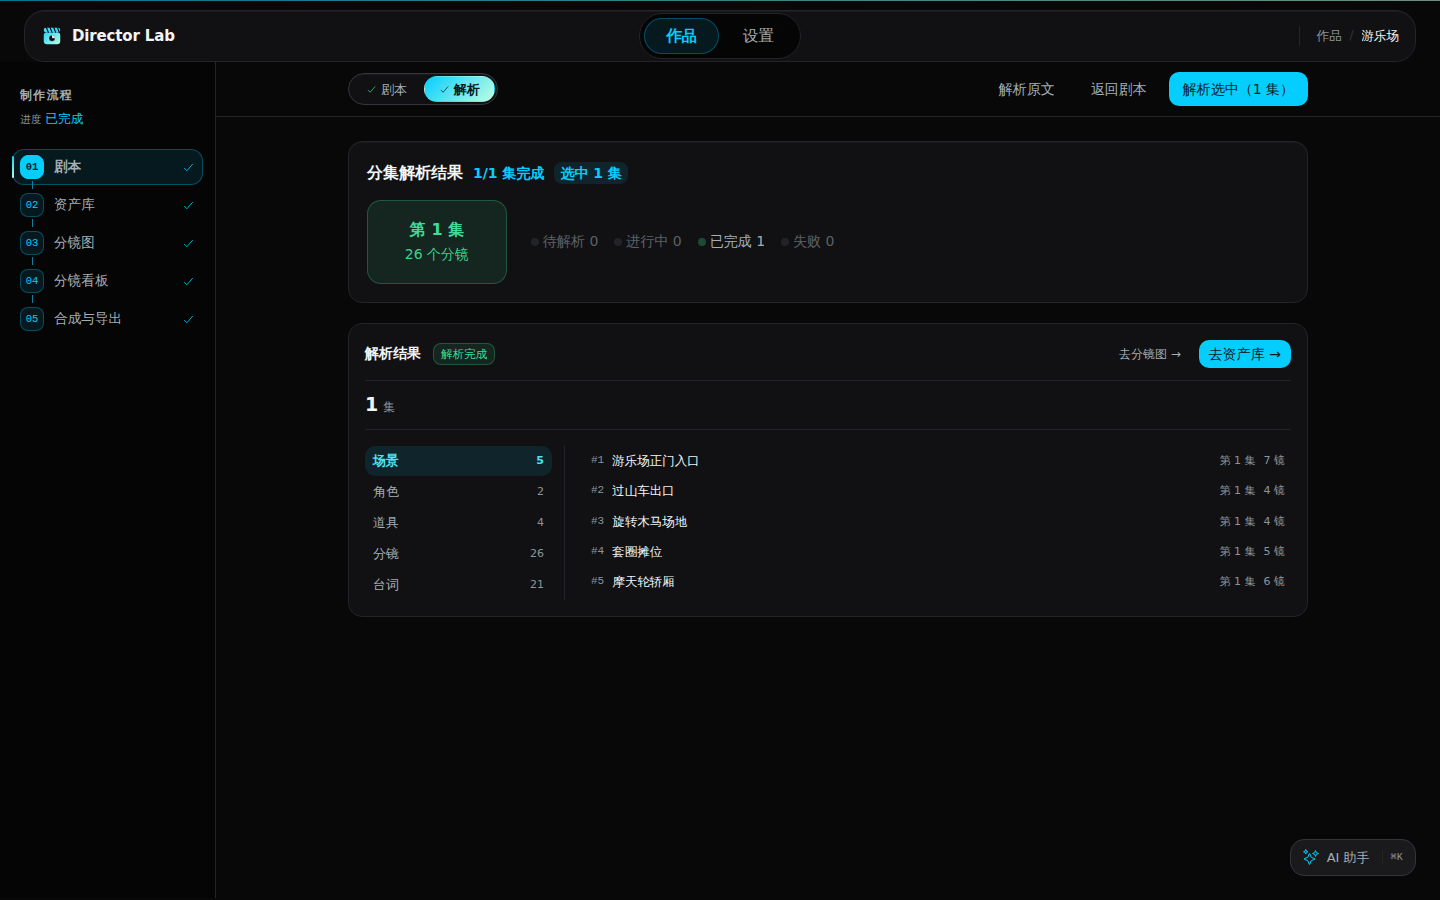 Director Lab
作品
设置
作品 / 游乐场
制作流程
进度 已完成
01 剧本
02 资产库
03 分镜图
04 分镜看板
05 合成与导出
剧本
解析
解析原文
返回剧本
解析选中（1 集）
分集解析结果 1/1 集完成 选中 1 集
第 1 集
26 个分镜
待解析 0 进行中 0 已完成 1 失败 0
解析结果 解析完成
去分镜图 →
去资产库 →
1 集
场景 5
角色 2
道具 4
分镜 26
台词 21
#1 游乐场正门入口 第 1 集 7 镜
#2 过山车出口 第 1 集 4 镜
#3 旋转木马场地 第 1 集 4 镜
#4 套圈摊位 第 1 集 5 镜
#5 摩天轮轿厢 第 1 集 6 镜
AI 助手 ⌘K